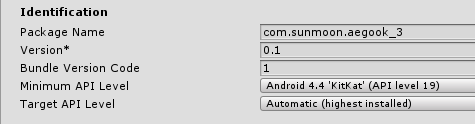 Identification
Package Name com.sunmoon.aegook_3
Version* 0.1
Bundle Version Code 1
Minimum API Level Android 4.4 'KitKat' (API level 19)
Target API Level Automatic (highest installed)